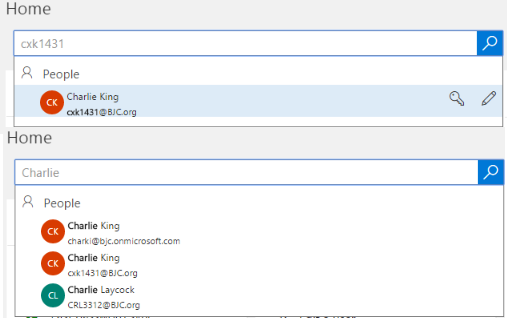 Home
cxk1431
People
CK
Charlie King
cxk1431@BJC.org
Home
Charlie
People
CK
Charlie King
charki@bjc.onmicrosoft.com
CK
Charlie King
cxk1431@BJC.org
CL
Charlie Laycock
CRL3312@BJC.org